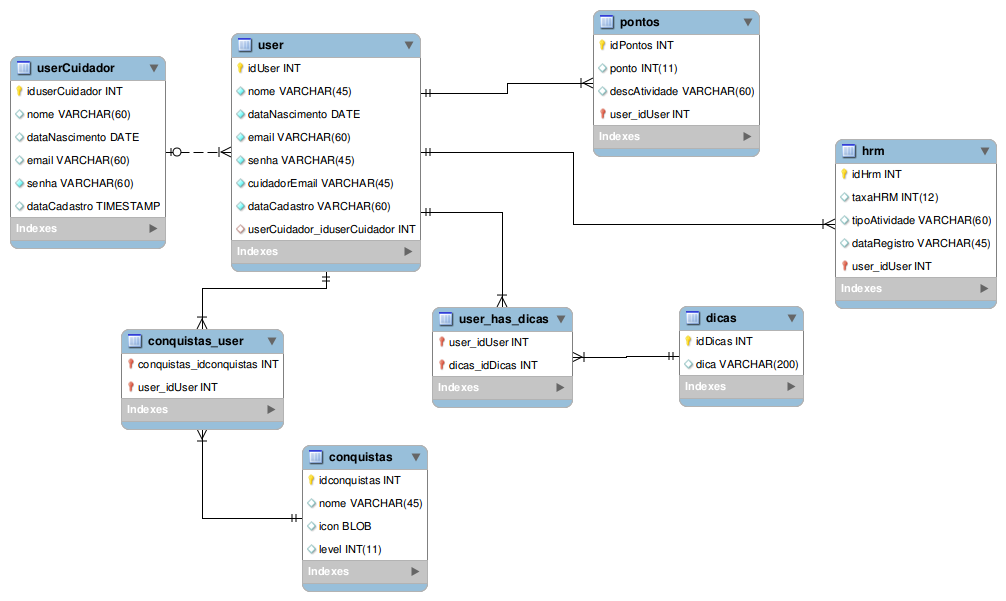 userCuidador
iduserCuidador INT
nome VARCHAR(60)
dataNascimento DATE
email VARCHAR(60)
senha VARCHAR(60)
dataCadastro TIMESTAMP
Indexes
user
idUser INT
nome VARCHAR(45)
dataNascimento DATE
email VARCHAR(60)
senha VARCHAR(45)
cuidadorEmail VARCHAR(45)
dataCadastro VARCHAR(60)
userCuidador_iduserCuidador INT
Indexes
pontos
idPontos INT
ponto INT(11)
descAtividade VARCHAR(60)
user_idUser INT
Indexes
hrm
idHrm INT
taxaHRM INT(12)
tipoAtividade VARCHAR(60)
dataRegistro VARCHAR(45)
user_idUser INT
Indexes
conquistas_user
conquistas_idconquistas INT
user_idUser INT
Indexes
user_has_dicas
user_idUser INT
dicas_idDicas INT
Indexes
dicas
idDicas INT
dica VARCHAR(200)
Indexes
conquistas
idconquistas INT
nome VARCHAR(45)
icon BLOB
level INT(11)
Indexes